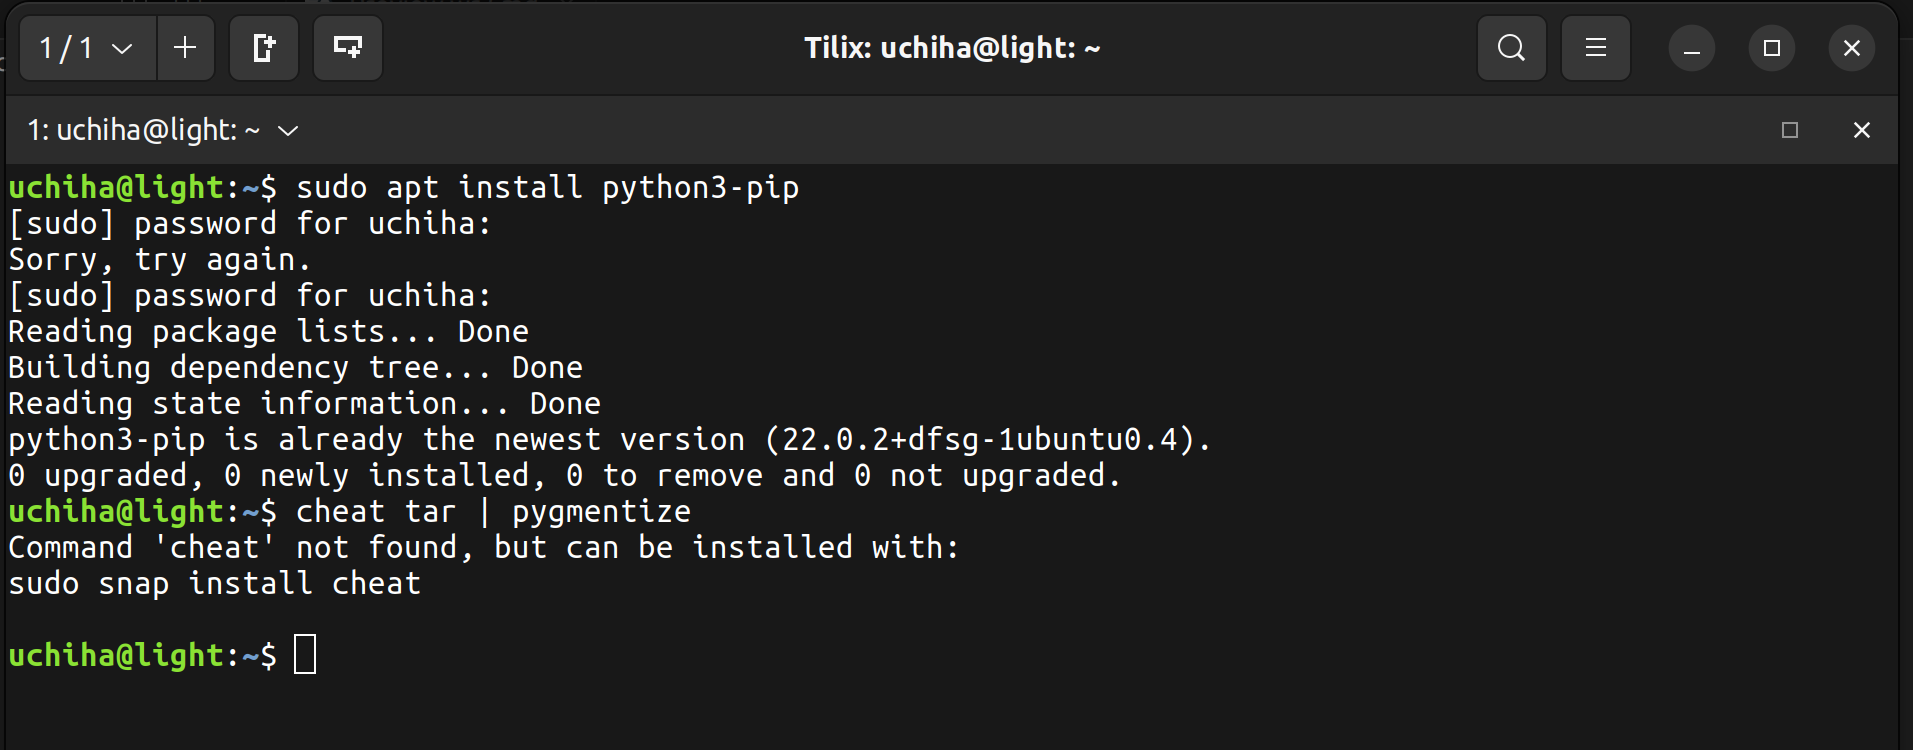 1 / 1
Tilix: uchiha@light: ~
1: uchiha@light: ~
uchiha@light:~$ sudo apt install python3-pip
[sudo] password for uchiha:
Sorry, try again.
[sudo] password for uchiha:
Reading package lists... Done
Building dependency tree... Done
Reading state information... Done
python3-pip is already the newest version (22.0.2+dfsg-1ubuntu0.4).
0 upgraded, 0 newly installed, 0 to remove and 0 not upgraded.
uchiha@light:~$ cheat tar | pygmentize
Command 'cheat' not found, but can be installed with:
sudo snap install cheat
uchiha@light:~$